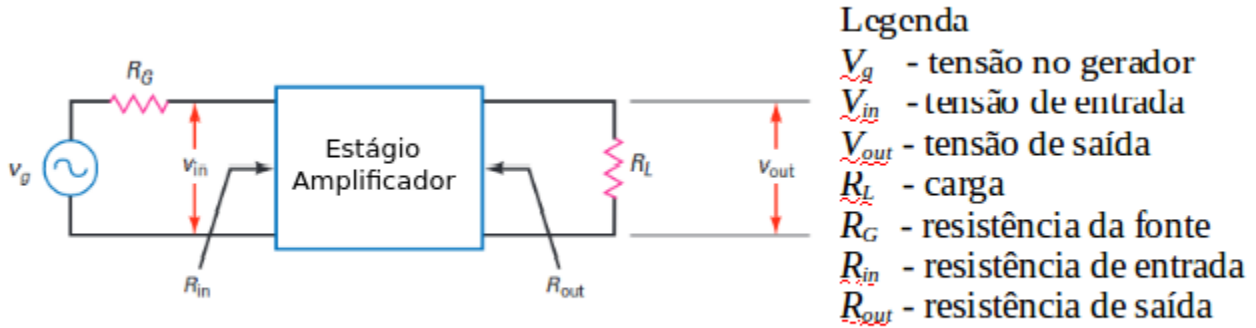 R_G
v_g
v_in
Estágio
Amplificador
R_L
v_out
R_in
R_out
Legenda
V_g - tensão no gerador
V_in - tensão de entrada
V_out - tensão de saída
R_L - carga
R_G - resistência da fonte
R_in - resistência de entrada
R_out - resistência de saída